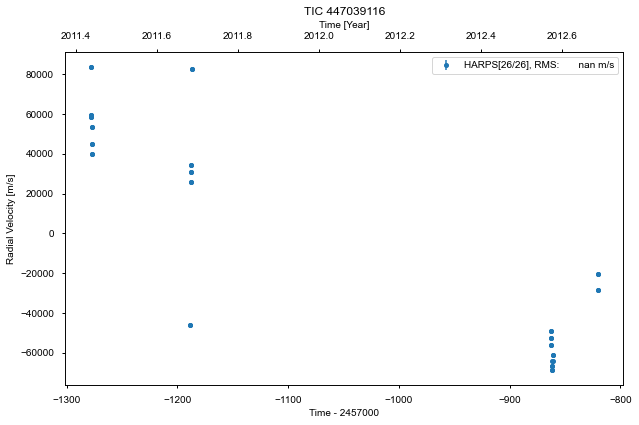 TIC 447039116
Time [Year]
2011.4 2011.6 2011.8 2012.0 2012.2 2012.4 2012.6
HARPS[26/26], RMS: nan m/s
80000
60000
40000
20000
0
−20000
−40000
−60000
Radial Velocity [m/s]
−1300 −1200 −1100 −1000 −900 −800
Time - 2457000